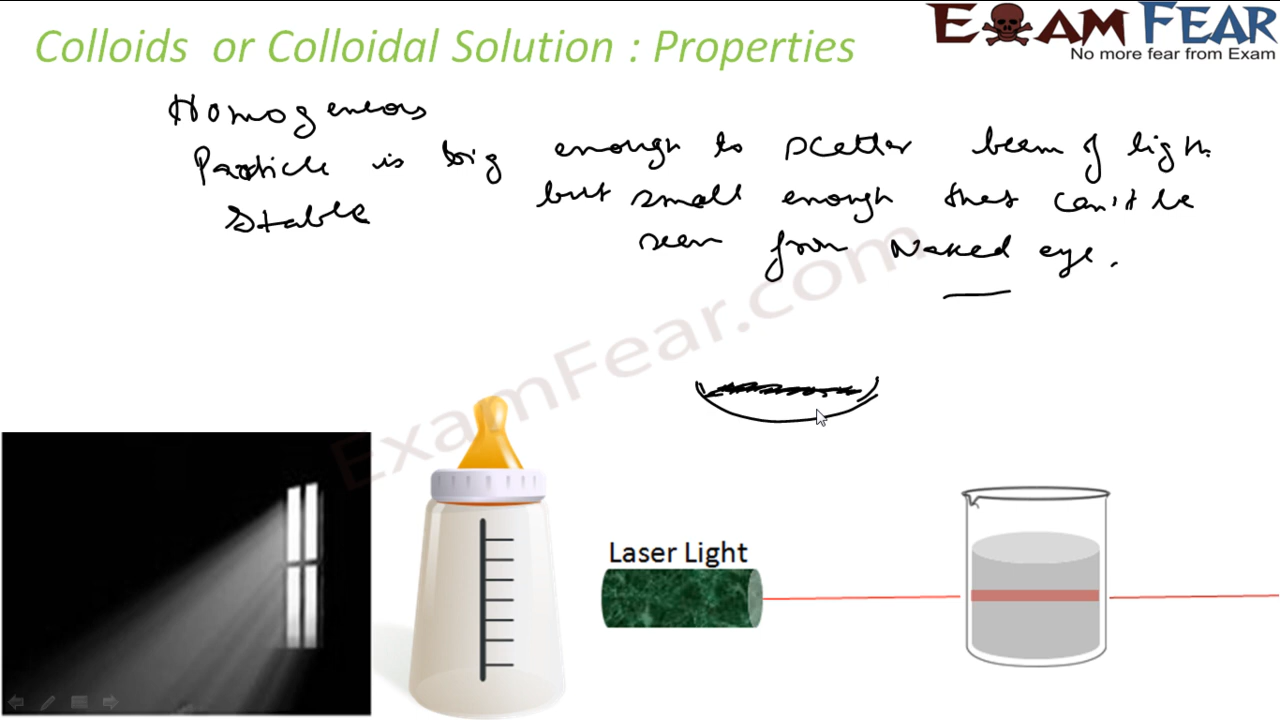 Colloids or Colloidal Solution : Properties
EXAM FEAR
No more fear from Exam
Homogeneous
Particle is big enough to scatter beam of light
Stable but small enough that can't be
seen from Naked eye.
ExamFear.com
Laser Light